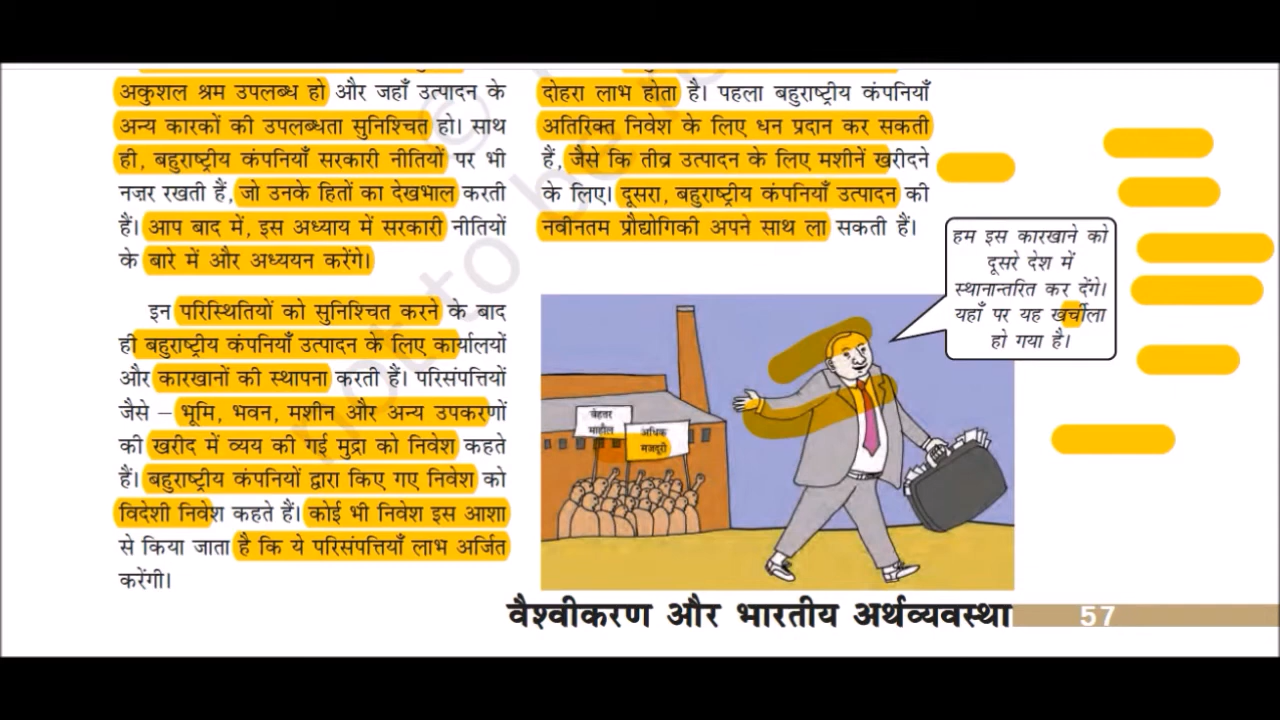 अकुशल श्रम उपलब्ध हो और जहाँ उत्पादन के
अन्य कारकों की उपलब्धता सुनिश्चित हो। साथ
ही, बहुराष्ट्रीय कंपनियाँ सरकारी नीतियों पर भी
नज़र रखती हैं, जो उनके हितों का देखभाल करती
हैं। आप बाद में, इस अध्याय में सरकारी नीतियों
के बारे में और अध्ययन करेंगे।
इन परिस्थितियों को सुनिश्चित करने के बाद
ही बहुराष्ट्रीय कंपनियाँ उत्पादन के लिए कार्यालयों
और कारखानों की स्थापना करती हैं। परिसंपत्तियों
जैसे – भूमि, भवन, मशीन और अन्य उपकरणों
की खरीद में व्यय की गई मुद्रा को निवेश कहते
हैं। बहुराष्ट्रीय कंपनियों द्वारा किए गए निवेश को
विदेशी निवेश कहते हैं। कोई भी निवेश इस आशा
से किया जाता है कि ये परिसंपत्तियाँ लाभ अर्जित
करेंगी।
दोहरा लाभ होता है। पहला बहुराष्ट्रीय कंपनियाँ
अतिरिक्त निवेश के लिए धन प्रदान कर सकती
हैं, जैसे कि तीव्र उत्पादन के लिए मशीनें खरीदने
के लिए। दूसरा, बहुराष्ट्रीय कंपनियाँ उत्पादन की
नवीनतम प्रौद्योगिकी अपने साथ ला सकती हैं।
हम इस कारखाने को
दूसरे देश में
स्थानान्तरित कर देंगे।
यहाँ पर यह खर्चीला
हो गया है।
बेहतर
माहौल
अधिक
मजदूरी
वैश्वीकरण और भारतीय अर्थव्यवस्था 57
not to be